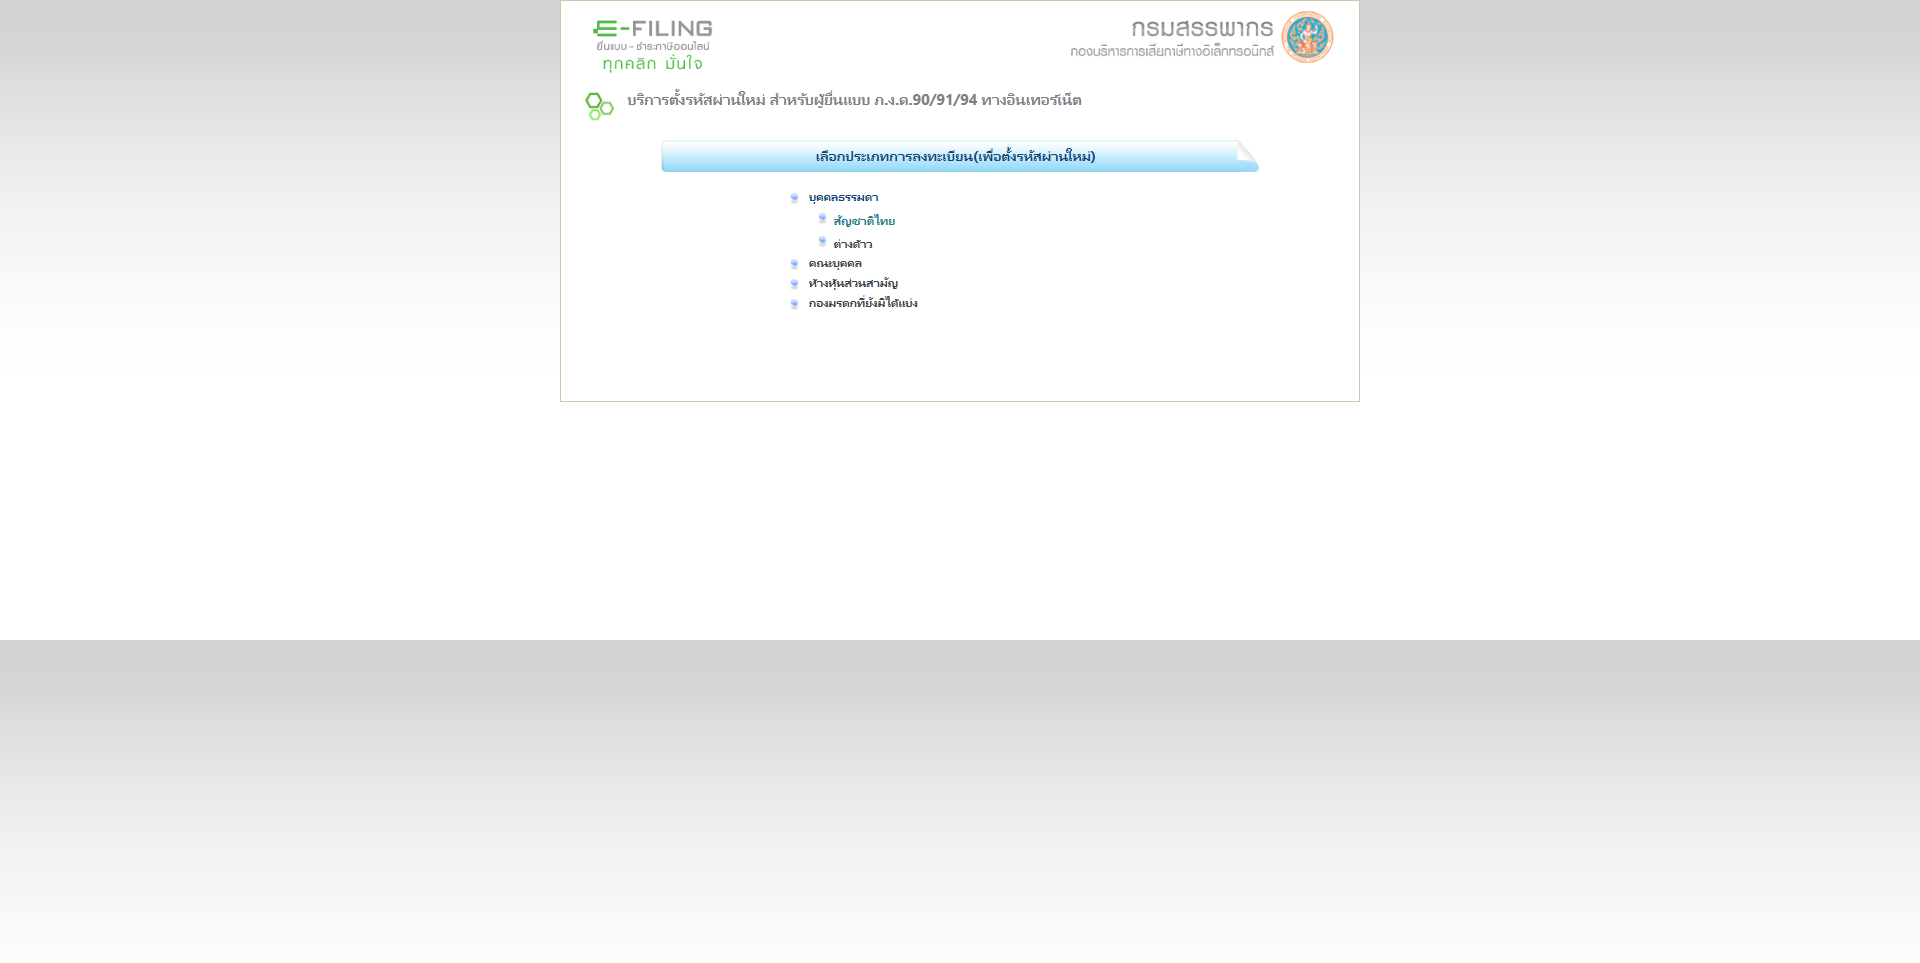 E-FILING
ยื่นแบบ - ชำระภาษีออนไลน์
ทุกคลิก มั่นใจ
กรมสรรพากร
กองบริหารการเสียภาษีทางอิเล็กทรอนิกส์
บริการตั้งรหัสผ่านใหม่ สำหรับผู้ยื่นแบบ ภ.ง.ด.90/91/94 ทางอินเทอร์เน็ต
เลือกประเภทการลงทะเบียน(เพื่อตั้งรหัสผ่านใหม่)
บุคคลธรรมดา
สัญชาติไทย
ต่างด้าว
คณะบุคคล
ห้างหุ้นส่วนสามัญ
กองมรดกที่ยังมิได้แบ่ง